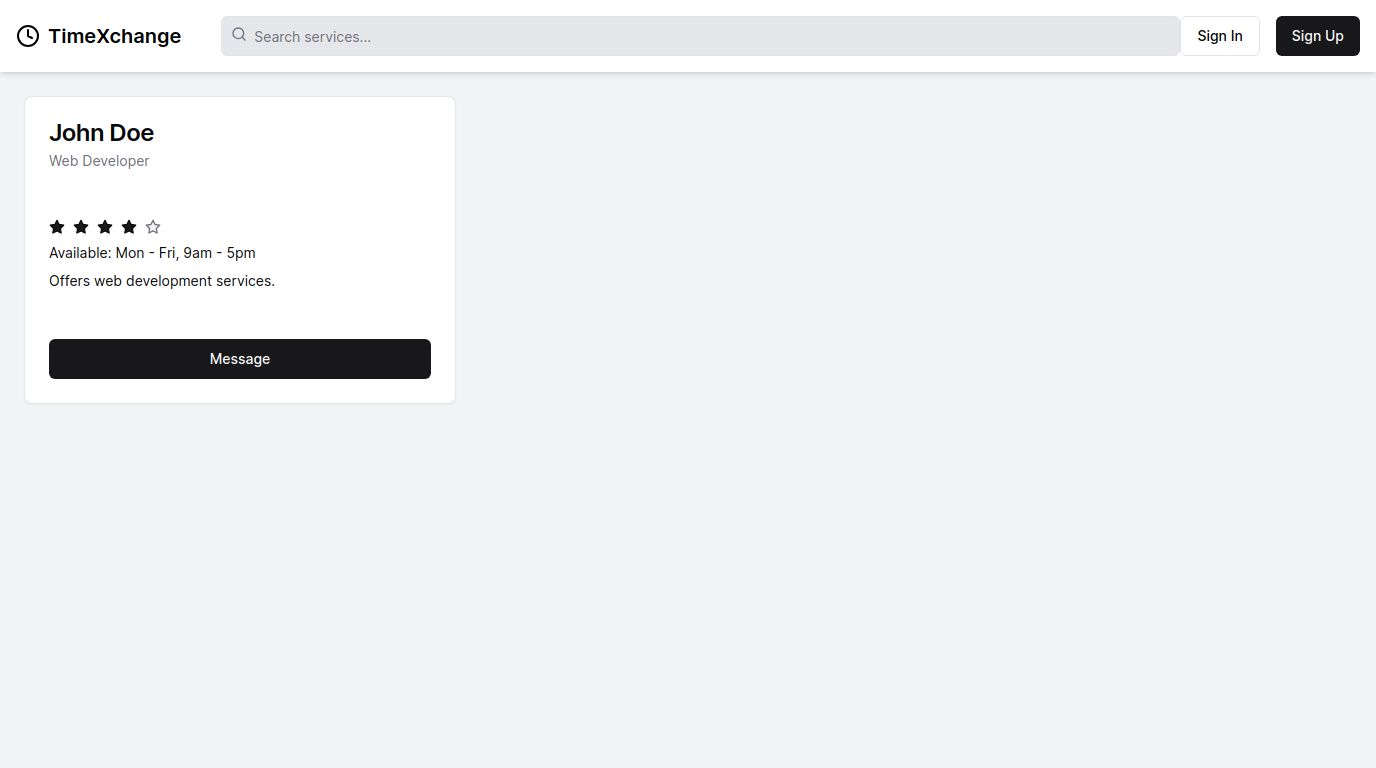 TimeXchange
Search services...
Sign In
Sign Up
John Doe
Web Developer
Available: Mon - Fri, 9am - 5pm
Offers web development services.
Message